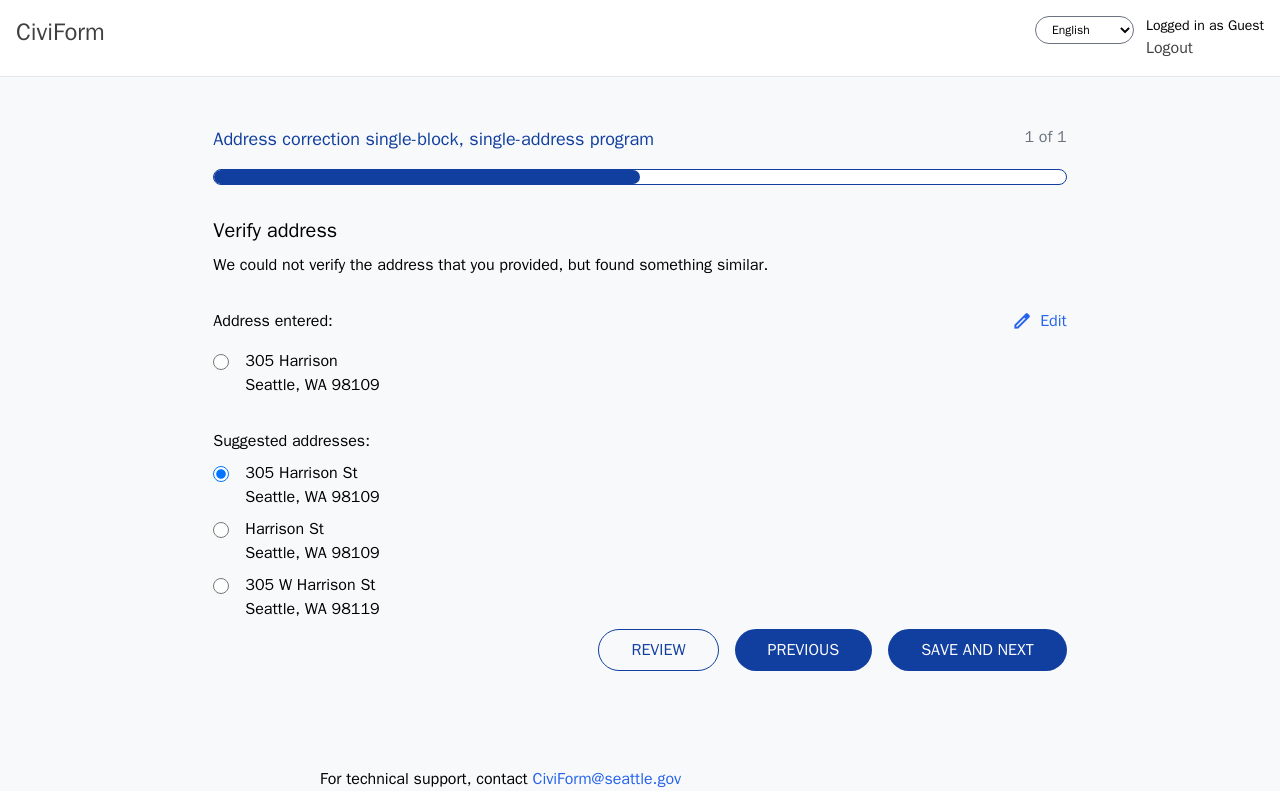 CiviForm
English
Logged in as Guest
Logout
Address correction single-block, single-address program
1 of 1
Verify address
We could not verify the address that you provided, but found something similar.
Address entered:
Edit
305 Harrison
Seattle, WA 98109
Suggested addresses:
305 Harrison St
Seattle, WA 98109
Harrison St
Seattle, WA 98109
305 W Harrison St
Seattle, WA 98119
REVIEW
PREVIOUS
SAVE AND NEXT
For technical support, contact CiviForm@seattle.gov